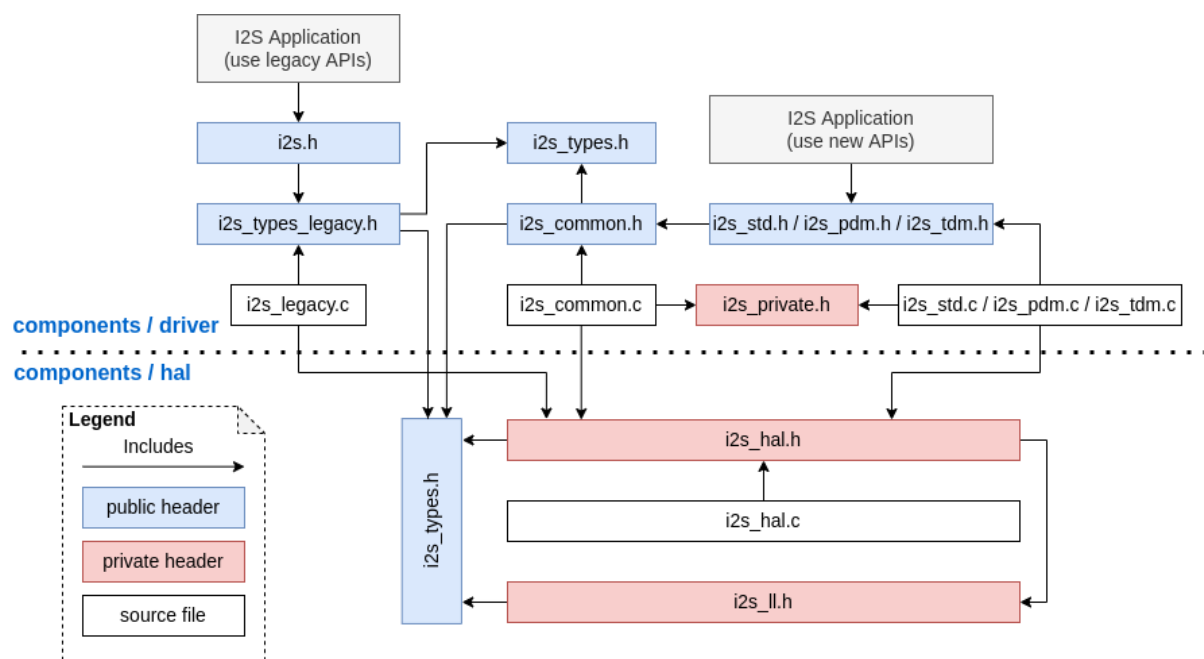 I2S Application
(use legacy APIs)
I2S Application
(use new APIs)
i2s.h
i2s_types.h
i2s_types_legacy.h
i2s_common.h
i2s_std.h / i2s_pdm.h / i2s_tdm.h
i2s_legacy.c
i2s_common.c
i2s_private.h
i2s_std.c / i2s_pdm.c / i2s_tdm.c
components / driver
components / hal
Legend
Includes
public header
private header
source file
i2s_types.h
i2s_hal.h
i2s_hal.c
i2s_ll.h